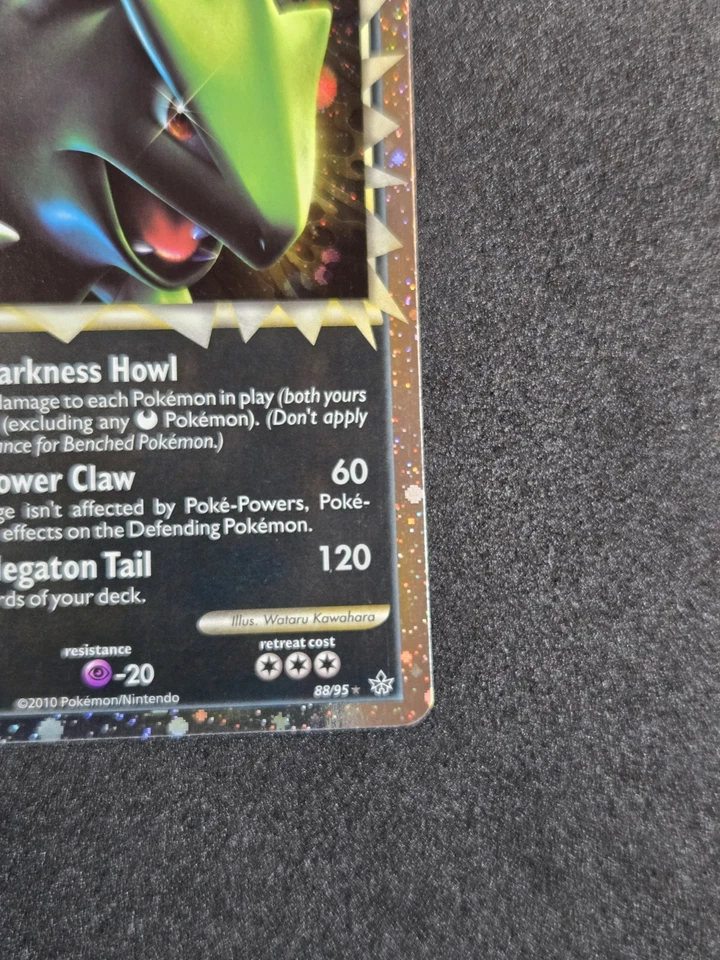 arkness Howl
damage to each Pokémon in play (both yours
(excluding any Pokémon). (Don't apply
ance for Benched Pokémon.)
ower Claw 60
ge isn't affected by Poké-Powers, Poké-
effects on the Defending Pokémon.
egaton Tail 120
rds of your deck.
Illus. Wataru Kawahara
resistance retreat cost
-20
88/95
©2010 Pokémon/Nintendo